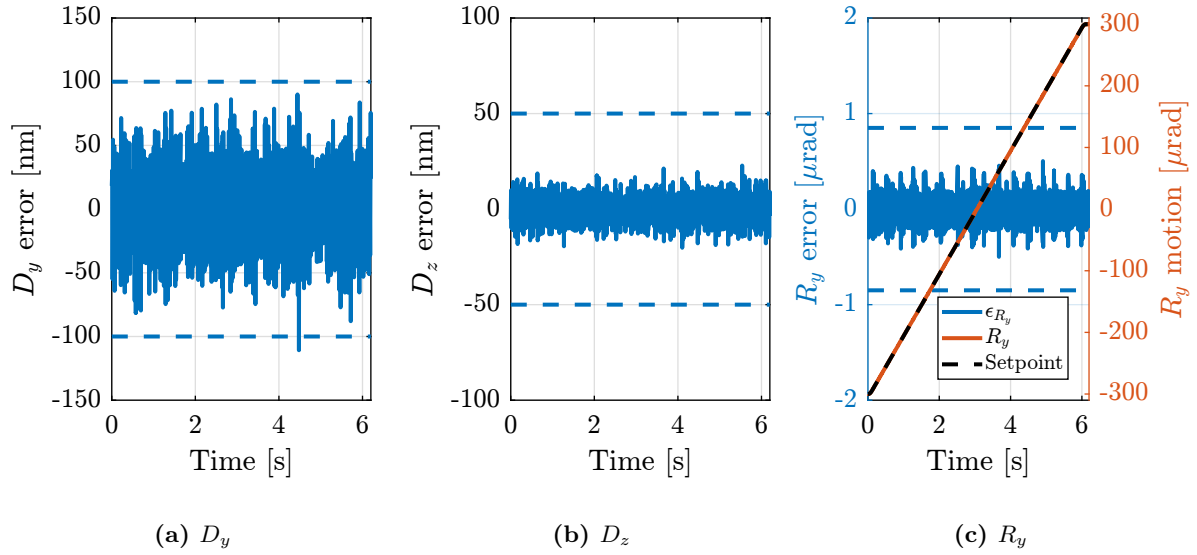 150
100
50
0
-50
-100
-150
D_y error [nm]
0 2 4 6
Time [s]
(a) D_y
100
50
0
-50
-100
D_z error [nm]
0 2 4 6
Time [s]
(b) D_z
2
1
0
-1
-2
R_y error [μrad]
300
200
100
0
-100
-200
-300
R_y motion [μrad]
ϵ_{R_y}
R_y
Setpoint
0 2 4 6
Time [s]
(c) R_y